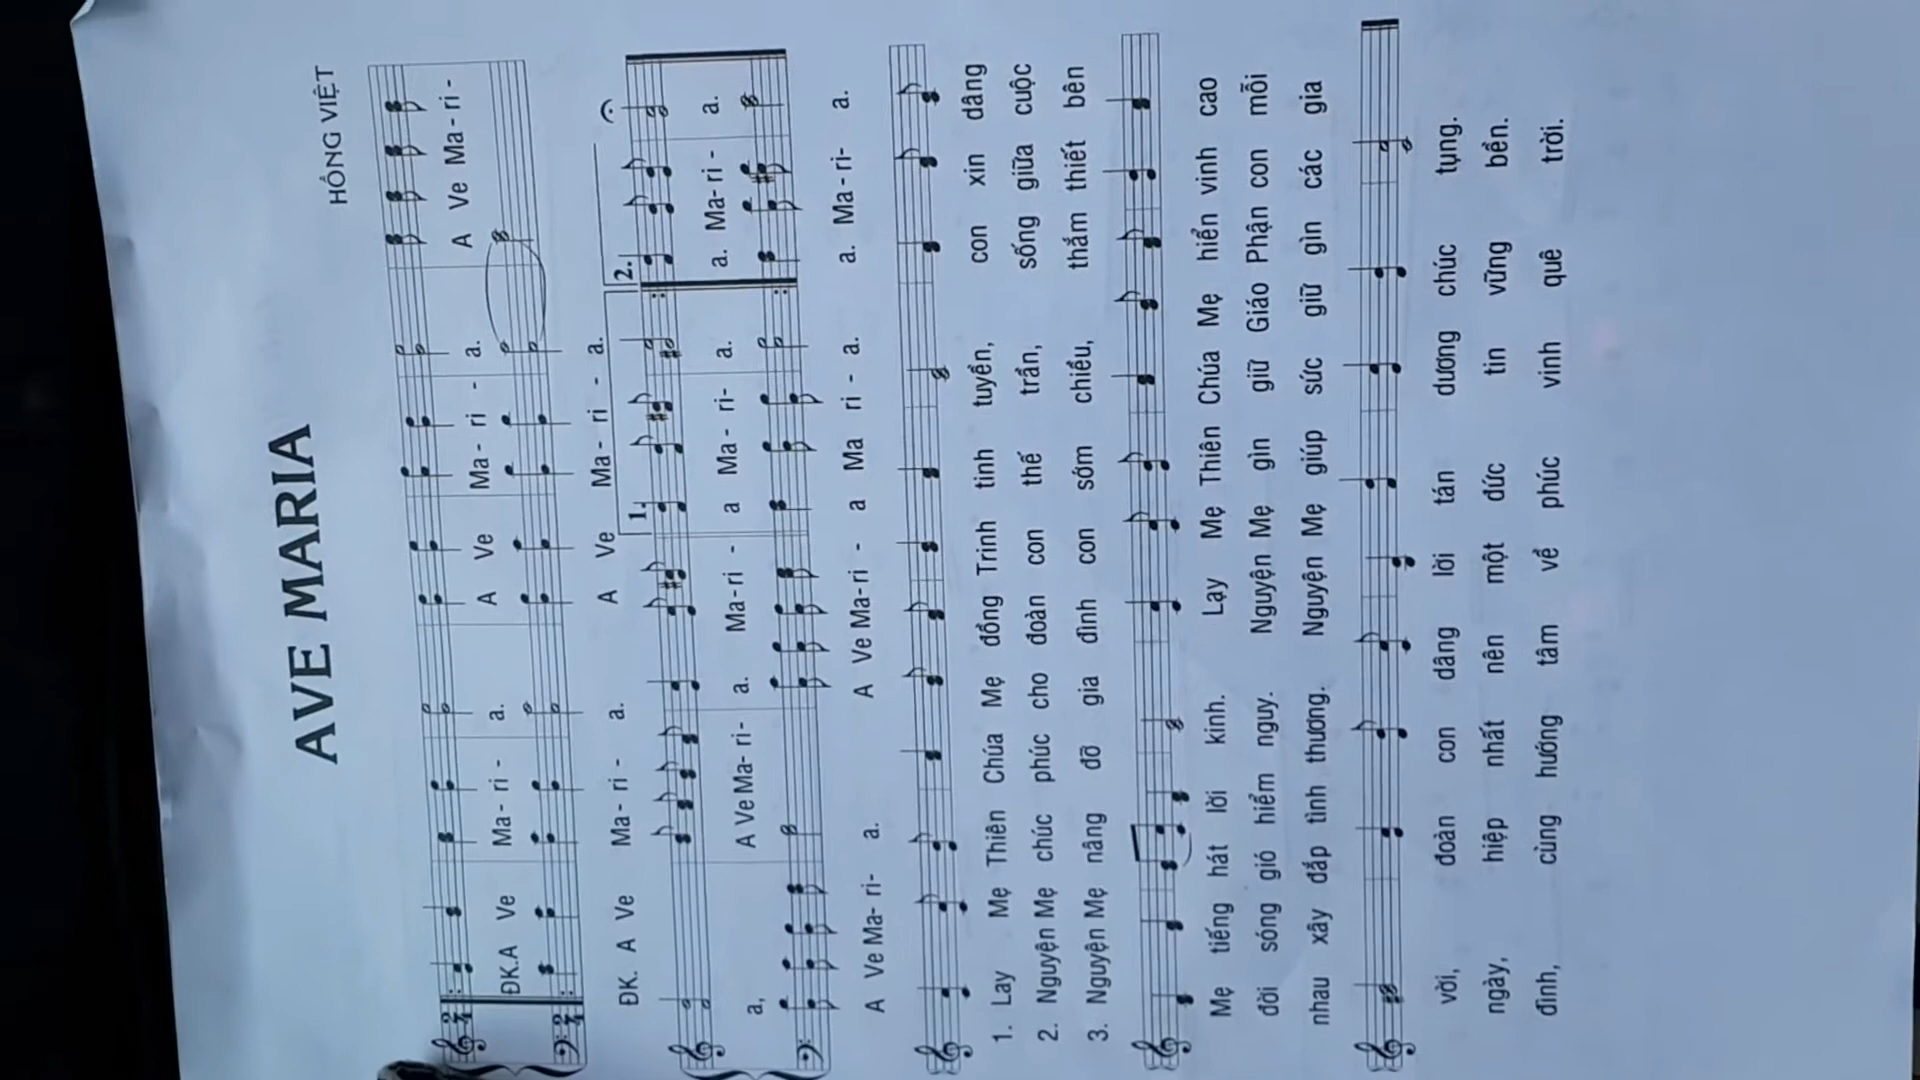 AVE MARIA
HỒNG VIỆT
ĐK.A Ve Ma - ri - a. A Ve Ma - ri - a. A Ve Ma - ri -
ĐK. A Ve Ma - ri - a. A Ve Ma - ri - a.
1. 2.
a, A Ve Ma- ri- a. Ma - ri - a Ma - ri- a. a. Ma- ri - a.
A Ve Ma- ri- a. A Ve Ma - ri - a Ma ri - a. a. Ma - ri- a.
1. Lay Mẹ Thiên Chúa Mẹ đồng Trinh tinh tuyền, con xin dâng
2. Nguyện Mẹ chúc phúc cho đoàn con thế trần, sống giữa cuộc
3. Nguyện Mẹ nâng đỡ gia đình con sớm chiều, thắm thiết bên
Mẹ tiếng hát lời kinh. Lạy Mẹ Thiên Chúa Mẹ hiển vinh cao
đời sóng gió hiểm nguy. Nguyện Mẹ gìn giữ Giáo Phận con mỗi
nhau xây đắp tình thương. Nguyện Mẹ giúp sức giữ gìn các gia
vời, đoàn con dâng lời tán dương chúc tụng.
ngày, hiệp nhất nên một đức tin vững bền.
đình, cùng hướng tâm về phúc vinh quê trời.